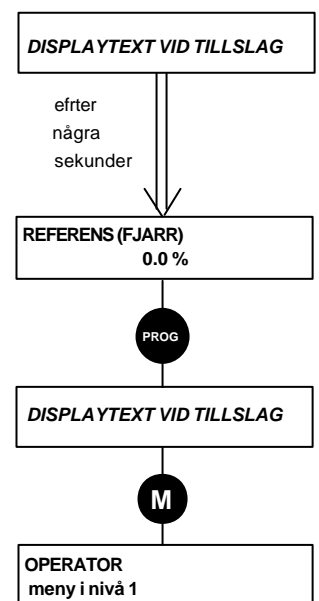 DISPLAYTEXT VID TILLSLAG
efrter
några
sekunder
REFERENS (FJARR)
0.0 %
PROG
DISPLAYTEXT VID TILLSLAG
M
OPERATOR
meny i nivå 1